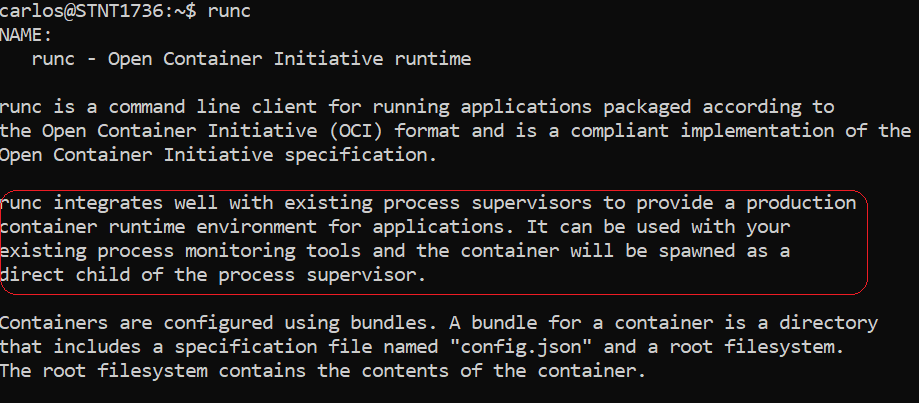 carlos@STNT1736:~$ runc
NAME:
runc - Open Container Initiative runtime
runc is a command line client for running applications packaged according to
the Open Container Initiative (OCI) format and is a compliant implementation of the
Open Container Initiative specification.
runc integrates well with existing process supervisors to provide a production
container runtime environment for applications. It can be used with your
existing process monitoring tools and the container will be spawned as a
direct child of the process supervisor.
Containers are configured using bundles. A bundle for a container is a directory
that includes a specification file named "config.json" and a root filesystem.
The root filesystem contains the contents of the container.